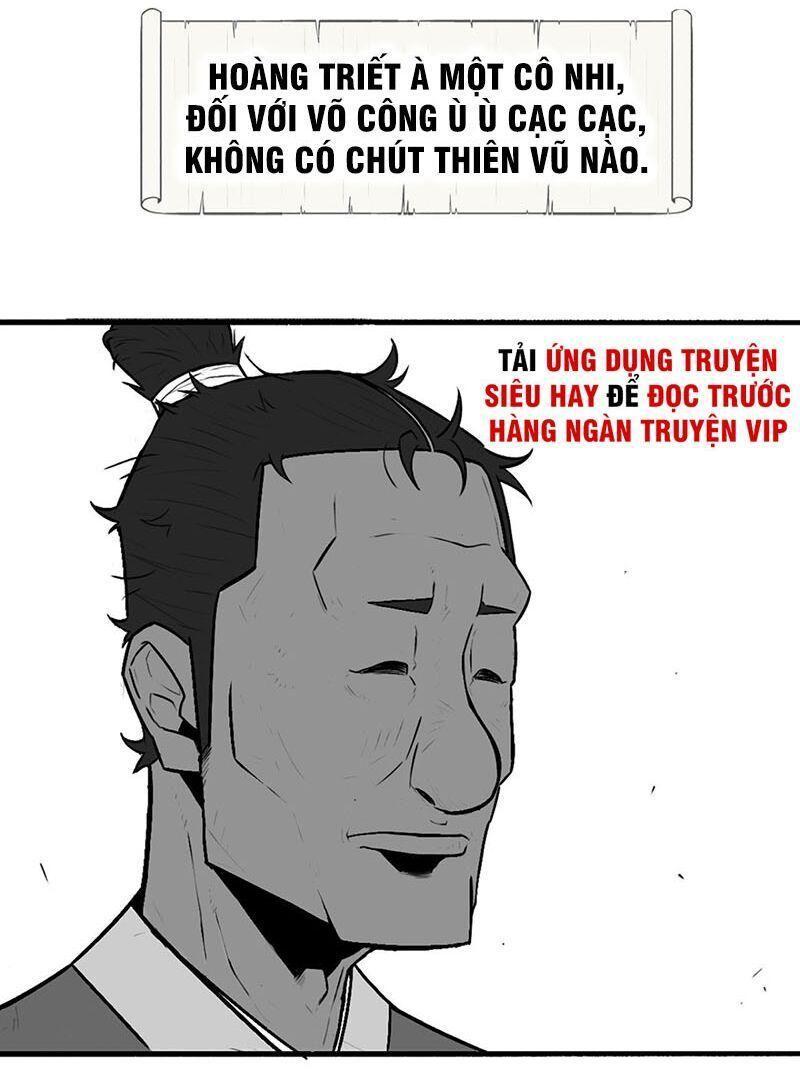 HOÀNG TRIẾT À MỘT CÔ NHI,
ĐỐI VỚI VÕ CÔNG Ù Ù CẠC CẠC,
KHÔNG CÓ CHÚT THIÊN VŨ NÀO.
TẢI ỨNG DỤNG TRUYỆN
SIÊU HAY ĐỂ ĐỌC TRƯỚC
HÀNG NGÀN TRUYỆN VIP